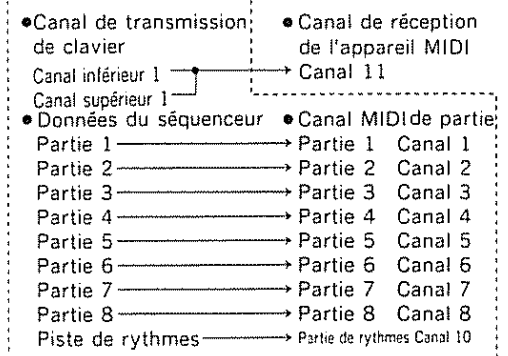 ●Canal de transmission ●Canal de réception
de clavier de l'appareil MIDI
Canal inférieur 1 Canal 11
Canal supérieur 1
●Données du séquenceur ●Canal MIDI de partie
Partie 1 Partie 1 Canal 1
Partie 2 Partie 2 Canal 2
Partie 3 Partie 3 Canal 3
Partie 4 Partie 4 Canal 4
Partie 5 Partie 5 Canal 5
Partie 6 Partie 6 Canal 6
Partie 7 Partie 7 Canal 7
Partie 8 Partie 8 Canal 8
Piste de rythmes Partie de rythmes Canal 10